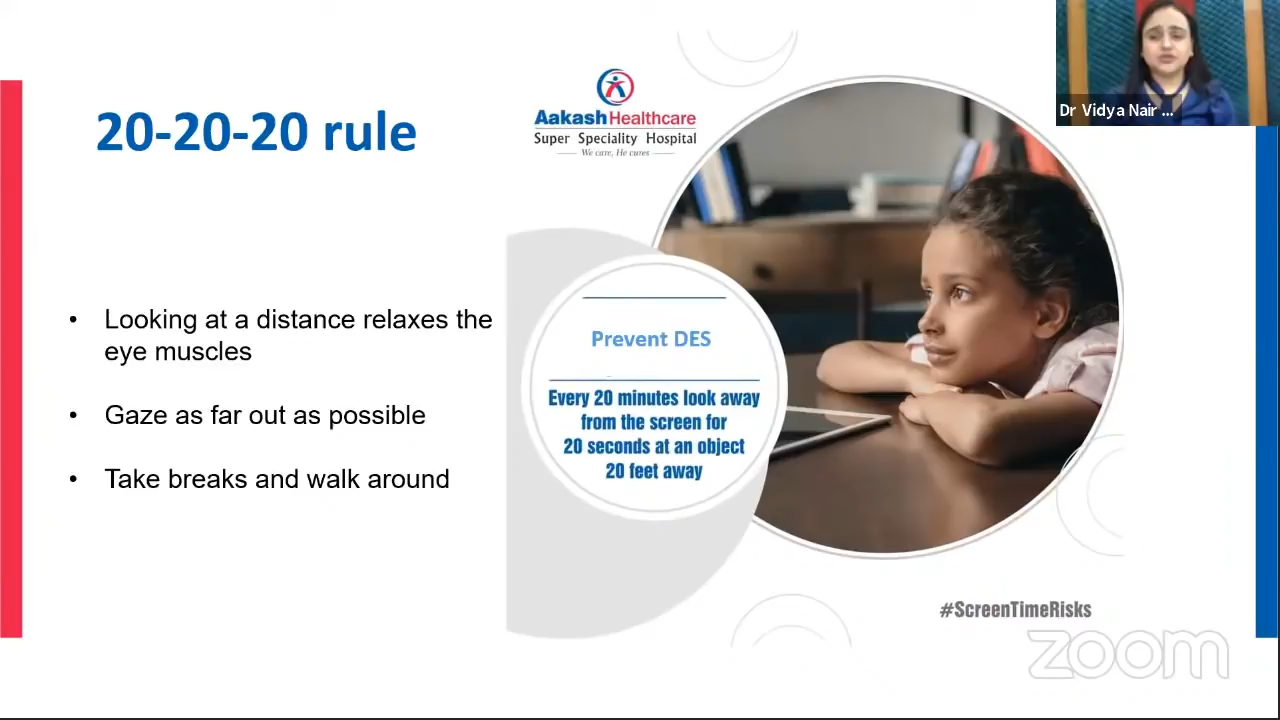 Dr Vidya Nair ...
20-20-20 rule
Aakash Healthcare
Super Speciality Hospital
We care, He cures
Looking at a distance relaxes the
eye muscles
Gaze as far out as possible
Take breaks and walk around
Prevent DES
Every 20 minutes look away
from the screen for
20 seconds at an object
20 feet away
#ScreenTimeRisks
zoom